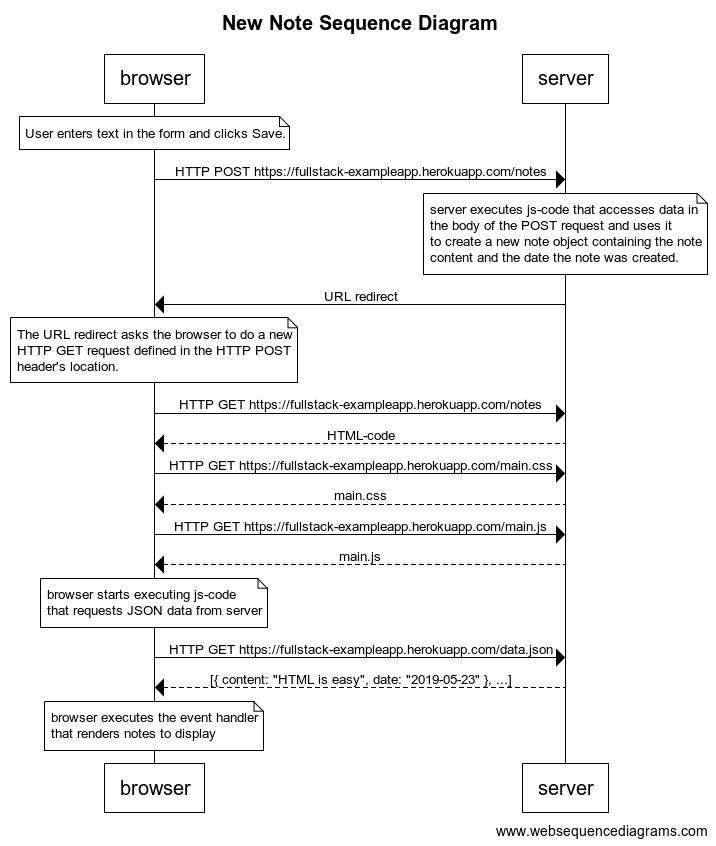 New Note Sequence Diagram
browser
server
User enters text in the form and clicks Save.
HTTP POST https://fullstack-exampleapp.herokuapp.com/notes
server executes js-code that accesses data in
the body of the POST request and uses it
to create a new note object containing the note
content and the date the note was created.
URL redirect
The URL redirect asks the browser to do a new
HTTP GET request defined in the HTTP POST
header's location.
HTTP GET https://fullstack-exampleapp.herokuapp.com/notes
HTML-code
HTTP GET https://fullstack-exampleapp.herokuapp.com/main.css
main.css
HTTP GET https://fullstack-exampleapp.herokuapp.com/main.js
main.js
browser starts executing js-code
that requests JSON data from server
HTTP GET https://fullstack-exampleapp.herokuapp.com/data.json
[{ content: "HTML is easy", date: "2019-05-23" }, ...]
browser executes the event handler
that renders notes to display
browser
server
www.websequencediagrams.com